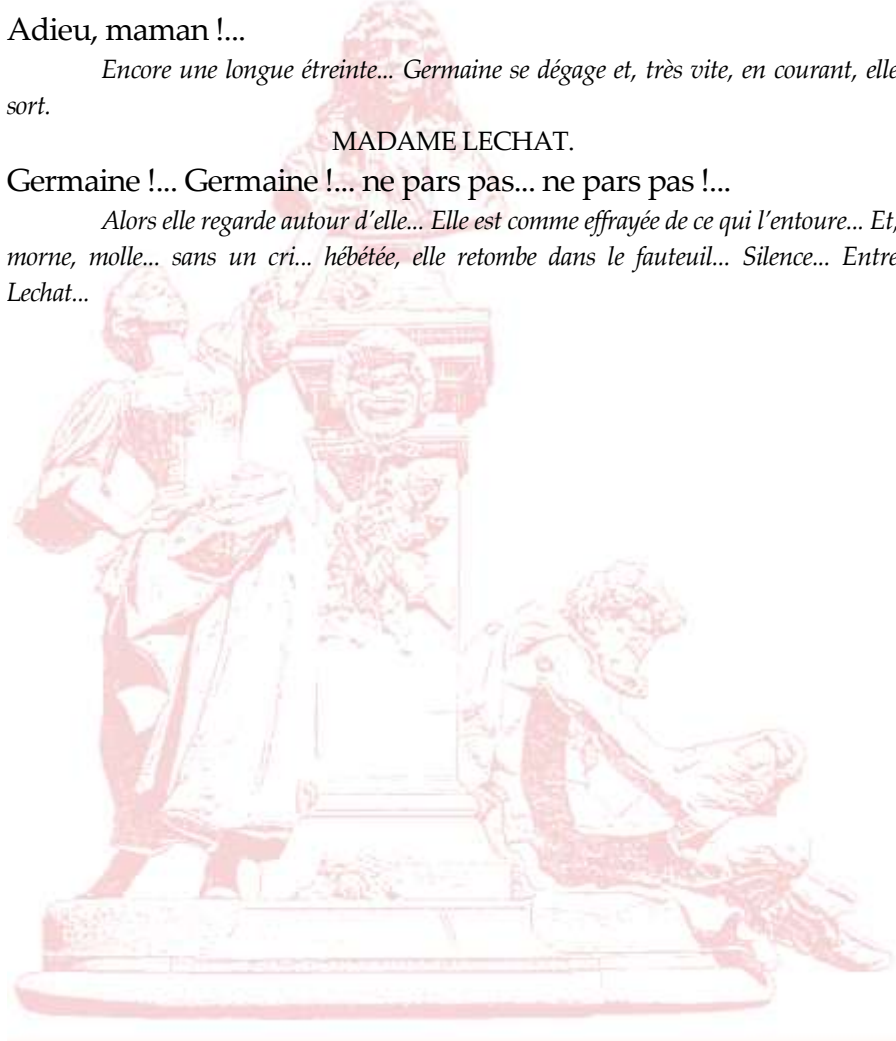 Adieu, maman !...
Encore une longue étreinte... Germaine se dégage et, très vite, en courant, elle
sort.
MADAME LECHAT.
Germaine !... Germaine !... ne pars pas... ne pars pas !...
Alors elle regarde autour d’elle... Elle est comme effrayée de ce qui l’entoure... Et,
morne, molle... sans un cri... hébétée, elle retombe dans le fauteuil... Silence... Entre
Lechat...